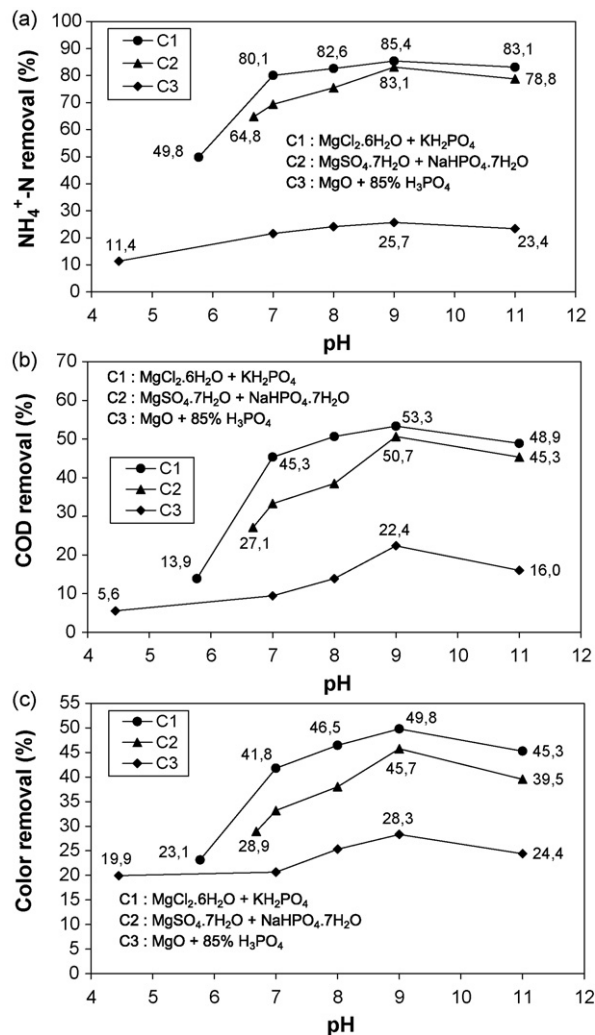 (a)
NH₄⁺-N removal (%)
100
90
80
70
60
50
40
30
20
10
0
C1
C2
C3
49,8
80,1
82,6
85,4
83,1
64,8
83,1
78,8
C1 : MgCl₂.6H₂O + KH₂PO₄
C2 : MgSO₄.7H₂O + NaHPO₄.7H₂O
C3 : MgO + 85% H₃PO₄
11,4
25,7
23,4
4 5 6 7 8 9 10 11 12
pH
(b)
COD removal (%)
70
60
50
40
30
20
10
0
C1 : MgCl₂.6H₂O + KH₂PO₄
C2 : MgSO₄.7H₂O + NaHPO₄.7H₂O
C3 : MgO + 85% H₃PO₄
C1
C2
C3
13,9
45,3
53,3
48,9
27,1
50,7
45,3
5,6
22,4
16,0
4 5 6 7 8 9 10 11 12
pH
(c)
Color removal (%)
55
50
45
40
35
30
25
20
15
10
5
0
C1
C2
C3
23,1
41,8
46,5
49,8
45,3
28,9
45,7
39,5
19,9
28,3
24,4
C1 : MgCl₂.6H₂O + KH₂PO₄
C2 : MgSO₄.7H₂O + NaHPO₄.7H₂O
C3 : MgO + 85% H₃PO₄
4 5 6 7 8 9 10 11 12
pH